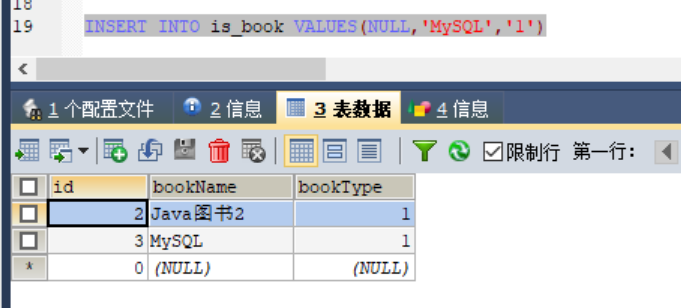 18
19 INSERT INTO is_book VALUES(NULL,'MySQL','1')
1 个配置文件 2 信息 3 表数据 4 信息
限制行 第一行:
id bookName bookType
2 Java图书2 1
3 MySQL 1
* 0 (NULL) (NULL)